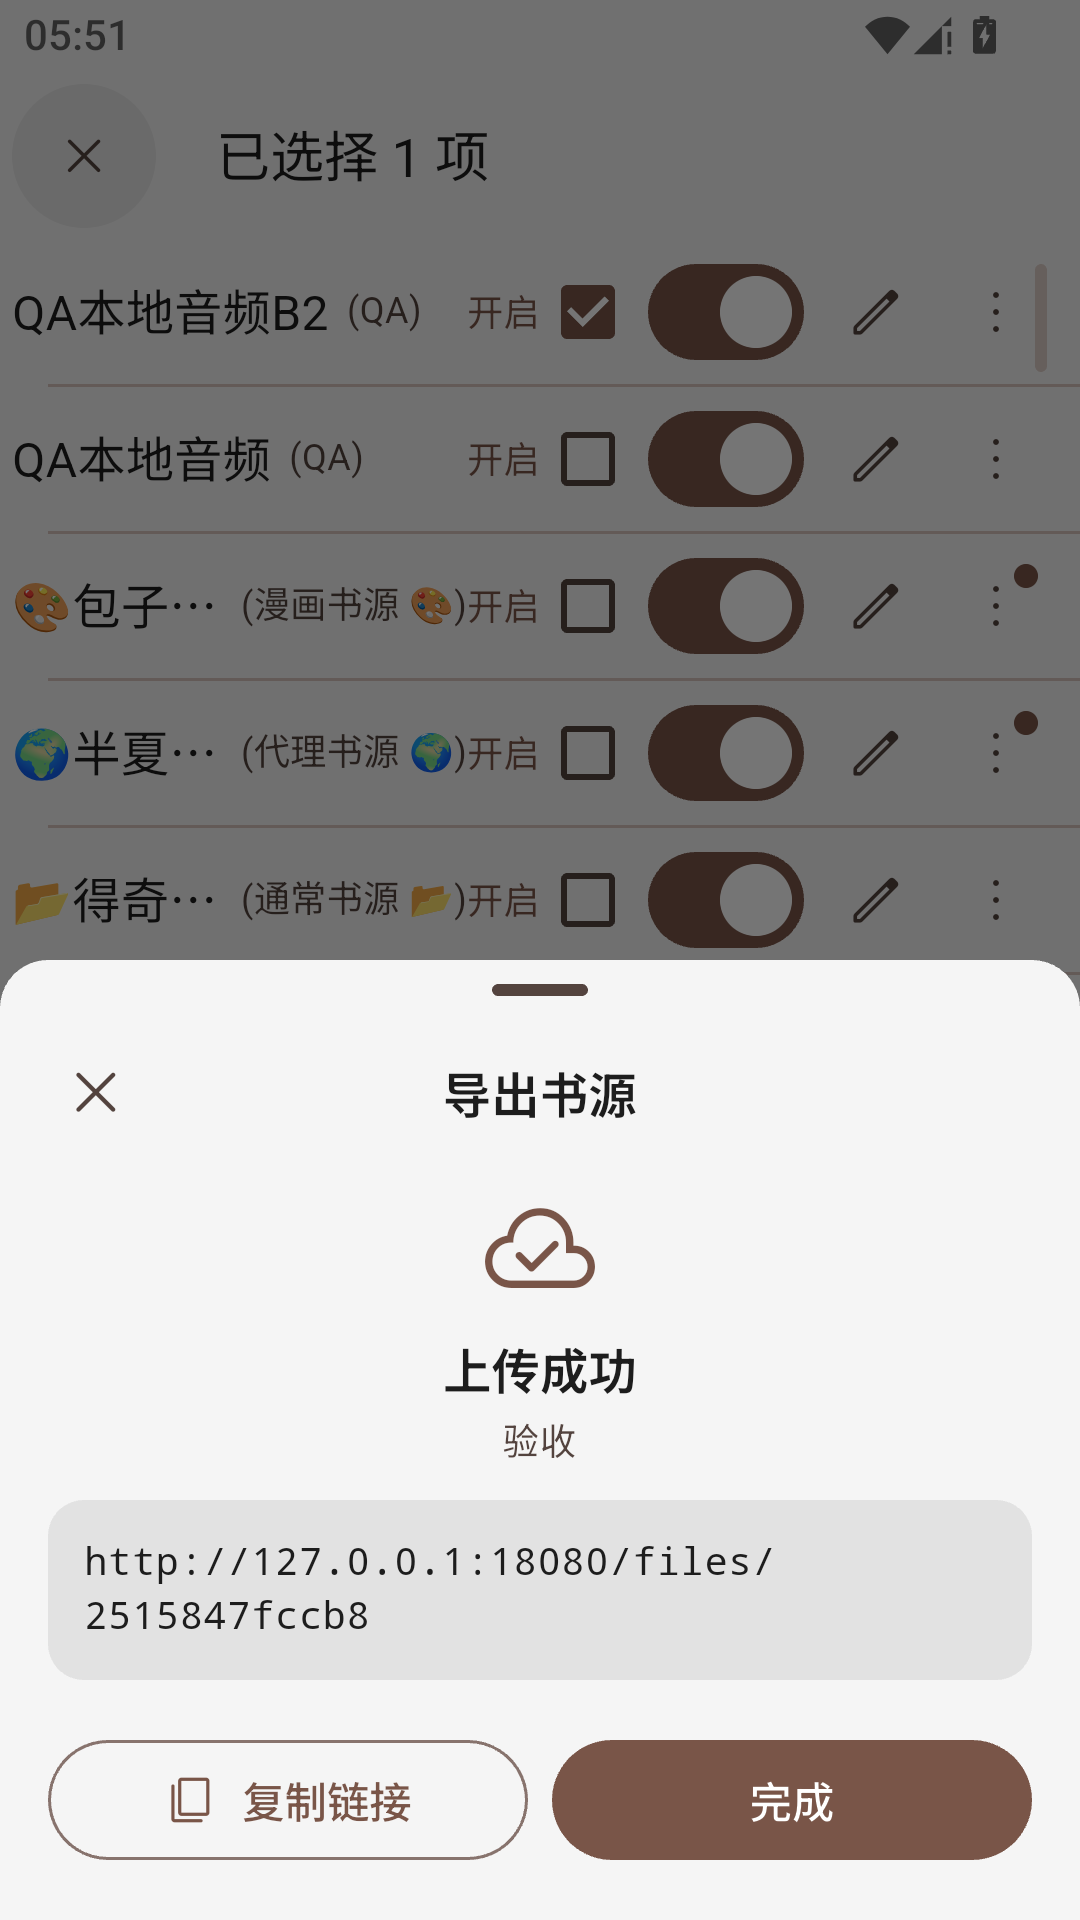 05:51
已选择 1 项
QA本地音频B2 (QA) 开启
QA本地音频 (QA) 开启
🎨包子… (漫画书源 🎨)开启
🌍半夏… (代理书源 🌍)开启
📂得奇… (通常书源 📂)开启
导出书源
上传成功
验收
http://127.0.0.1:18080/files/
2515847fccb8
复制链接 完成